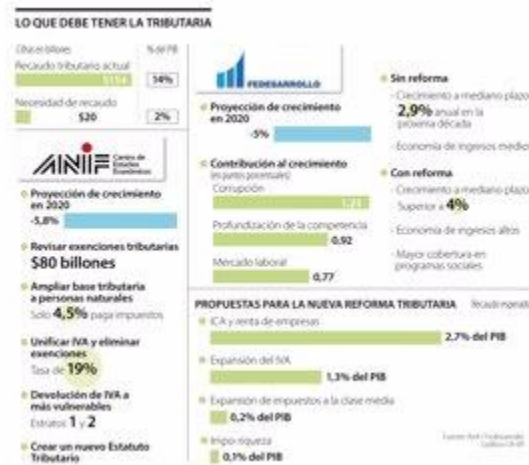 LO QUE DEBE TENER LA TRIBUTARIA
Cifras en billones
% del PIB
Recaudo tributario actual
14%
Necesidad de recaudo
$20
2%
ANIF
Centro de
Estudios
Económicos
Proyección de crecimiento
en 2020
-5,8%
Revisar exenciones tributarias
$80 billones
Ampliar base tributaria
a personas naturales
Solo 4,5% paga impuestos
Unificar IVA y eliminar
exenciones
Tasa de 19%
Devolución de IVA a
más vulnerables
Estratos 1 y 2
Crear un nuevo Estatuto
Tributario
FEDESARROLLO
Proyección de crecimiento
en 2020
-5%
Contribución al crecimiento
(en puntos porcentuales)
Corrupción
Profundización de la competencia
0,92
Mercado laboral
0,77
Sin reforma
- Crecimiento a mediano plazo
2,9% anual en la
próxima década
- Economía de ingresos medios
Con reforma
- Crecimiento a mediano plazo
Superior a 4%
- Economía de ingresos altos
- Mayor cobertura en
programas sociales
PROPUESTAS PARA LA NUEVA REFORMA TRIBUTARIA
ICA y renta de empresas
2,7% del PIB
Expansión del IVA
1,3% del PIB
Expansión de impuestos a la clase media
0,2% del PIB
Impo riqueza
0,1% del PIB